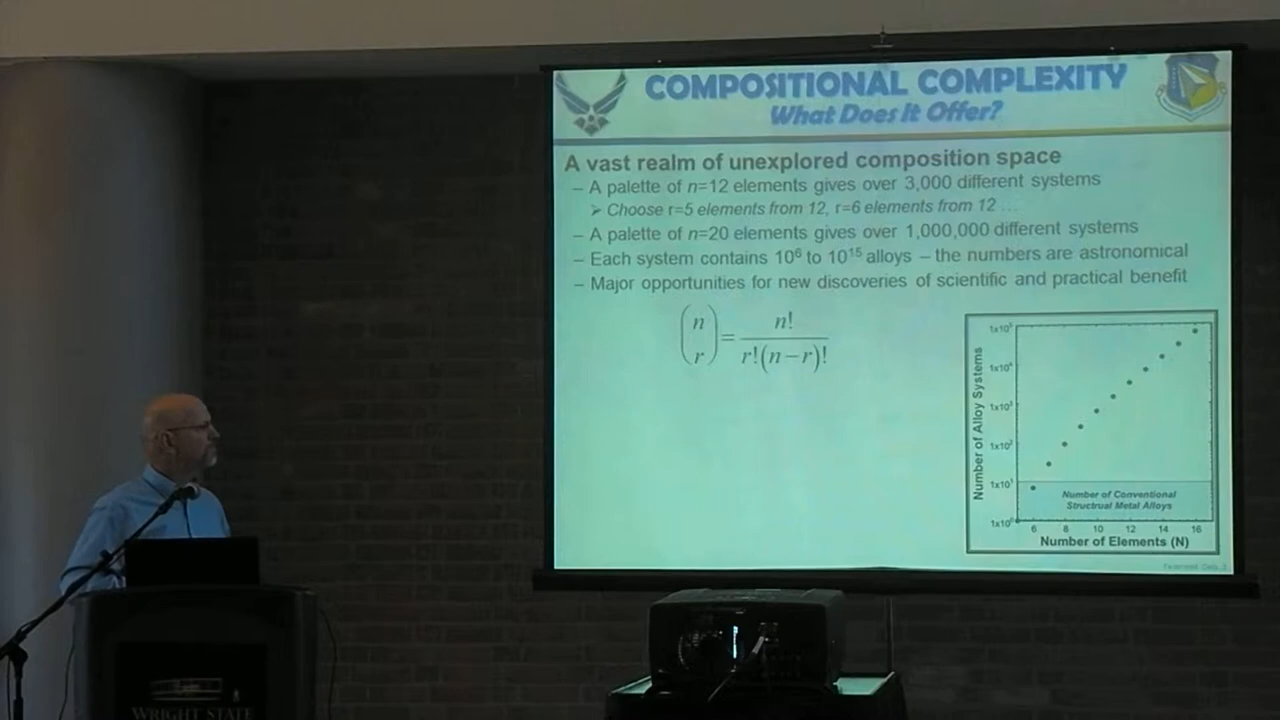 COMPOSITIONAL COMPLEXITY
What Does It Offer?
A vast realm of unexplored composition space
– A palette of n=12 elements gives over 3,000 different systems
➢ Choose r=5 elements from 12, r=6 elements from 12 ...
– A palette of n=20 elements gives over 1,000,000 different systems
– Each system contains 10⁶ to 10¹⁵ alloys – the numbers are astronomical
– Major opportunities for new discoveries of scientific and practical benefit
(n r) = n! / r!(n–r)!
Number of Alloy Systems
1x10⁵
1x10⁴
1x10³
1x10²
1x10¹
1x10⁰
Number of Conventional
Structrual Metal Alloys
6 8 10 12 14 16
Number of Elements (N)
WRIGHT STATE